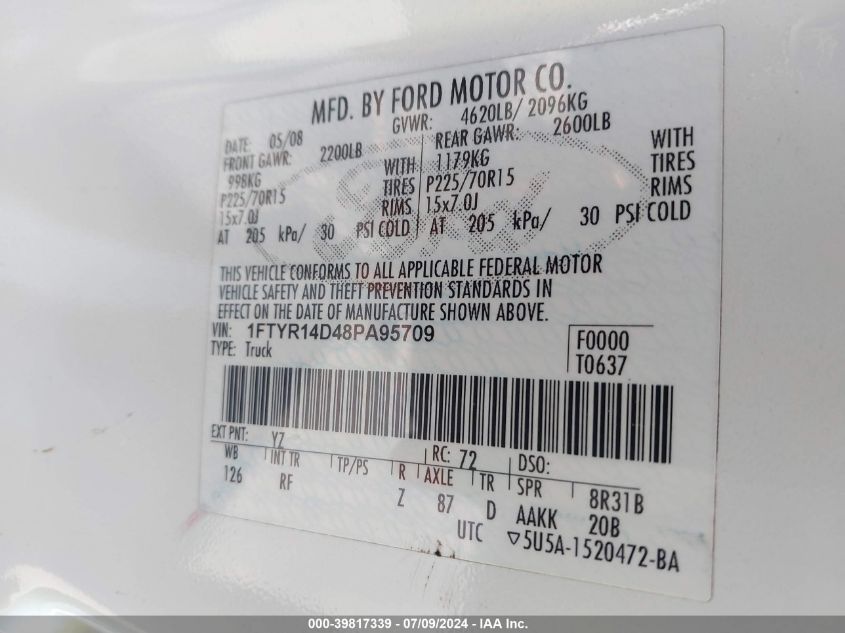 MFD. BY FORD MOTOR CO.
DATE: 05/08 GVWR: 4620LB/ 2096KG
FRONT GAWR: 2200LB REAR GAWR: 2600LB
998KG WITH 1179KG WITH
P225/70R15 TIRES P225/70R15 TIRES
15x7.0J RIMS 15x7.0J RIMS
AT 205 kPa/ 30 PSI COLD AT 205 kPa/ 30 PSI COLD
THIS VEHICLE CONFORMS TO ALL APPLICABLE FEDERAL MOTOR
VEHICLE SAFETY AND THEFT PREVENTION STANDARDS IN
EFFECT ON THE DATE OF MANUFACTURE SHOWN ABOVE.
VIN: 1FTYR14D48PA95709 F0000
TYPE: Truck T0637
EXT PNT: YZ RC: 72 DSO:
WB INT TR TP/PS R AXLE TR SPR 8R31B
126 RF Z 87 D AAKK 20B
UTC ▽5U5A-1520472-BA
000-39817339 - 07/09/2024 - IAA Inc.